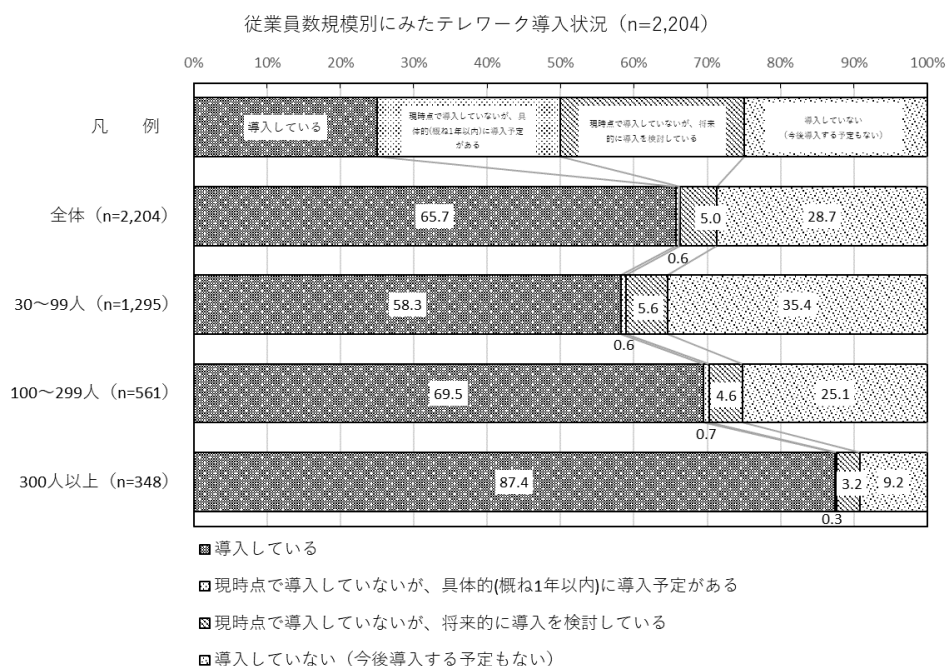 従業員数規模別にみたテレワーク導入状況（n=2,204）
0% 10% 20% 30% 40% 50% 60% 70% 80% 90% 100%
凡　例
導入している
現時点で導入していないが、具
体的(概ね1年以内)に導入予定
がある
現時点で導入していないが、将来
的に導入を検討している
導入していない
（今後導入する予定もない）
全体（n=2,204）
65.7
0.6
5.0
28.7
30～99人（n=1,295）
58.3
0.6
5.6
35.4
100～299人（n=561）
69.5
0.7
4.6
25.1
300人以上（n=348）
87.4
0.3
3.2
9.2
0% 10% 20% 30% 40% 50% 60% 70% 80% 90% 100%
導入している
現時点で導入していないが、具体的(概ね1年以内)に導入予定がある
現時点で導入していないが、将来的に導入を検討している
導入していない（今後導入する予定もない）